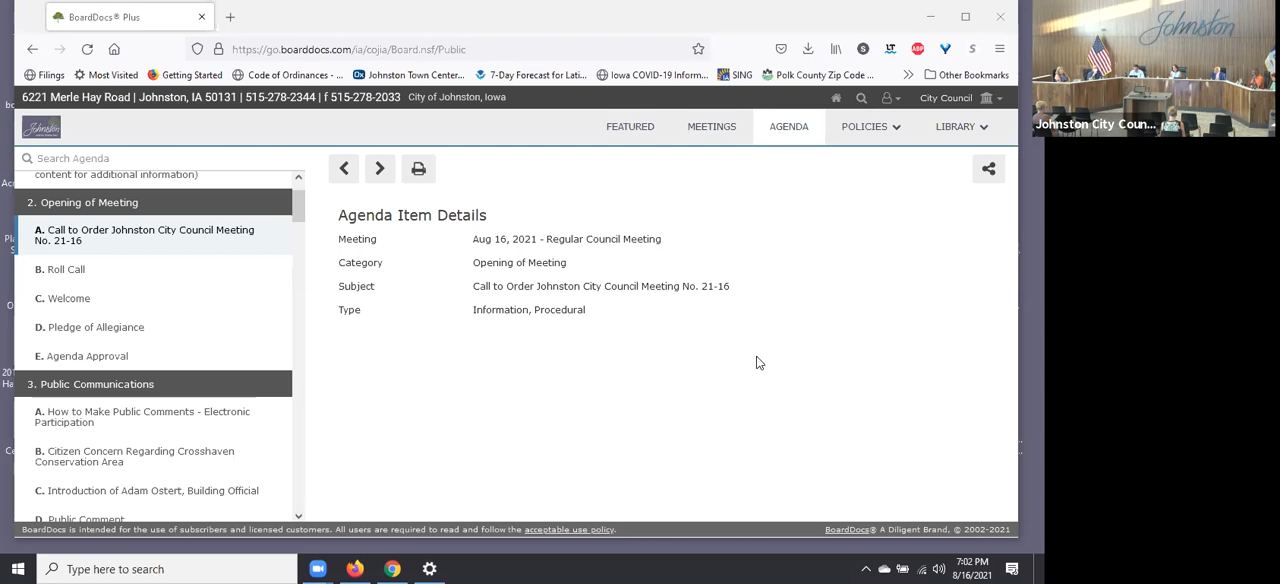 BoardDocs® Plus
https://go.boarddocs.com/ia/cojia/Board.nsf/Public
Filings
Most Visited
Getting Started
Code of Ordinances - ...
Johnston Town Center...
7-Day Forecast for Lati...
Iowa COVID-19 Inform...
SING
Polk County Zip Code ...
Other Bookmarks
6221 Merle Hay Road | Johnston, IA 50131 | 515-278-2344 | f 515-278-2033 City of Johnston, Iowa
City Council
Johnston
FEATURED
MEETINGS
AGENDA
POLICIES
LIBRARY
Search Agenda
content for additional information)
2. Opening of Meeting
A. Call to Order Johnston City Council Meeting
No. 21-16
B. Roll Call
C. Welcome
D. Pledge of Allegiance
E. Agenda Approval
3. Public Communications
A. How to Make Public Comments - Electronic
Participation
B. Citizen Concern Regarding Crosshaven
Conservation Area
C. Introduction of Adam Ostert, Building Official
D. Public Comment
Agenda Item Details
Meeting Aug 16, 2021 - Regular Council Meeting
Category Opening of Meeting
Subject Call to Order Johnston City Council Meeting No. 21-16
Type Information, Procedural
BoardDocs is intended for the use of subscribers and licensed customers. All users are required to read and follow the acceptable use policy.
BoardDocs® A Diligent Brand, © 2002-2021
Johnston
Johnston City Coun...
Type here to search
7:02 PM
8/16/2021